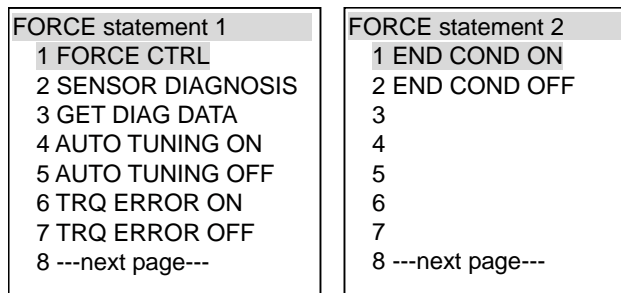 FORCE statement 1
1 FORCE CTRL
2 SENSOR DIAGNOSIS
3 GET DIAG DATA
4 AUTO TUNING ON
5 AUTO TUNING OFF
6 TRQ ERROR ON
7 TRQ ERROR OFF
8 ---next page---
FORCE statement 2
1 END COND ON
2 END COND OFF
3
4
5
6
7
8 ---next page---